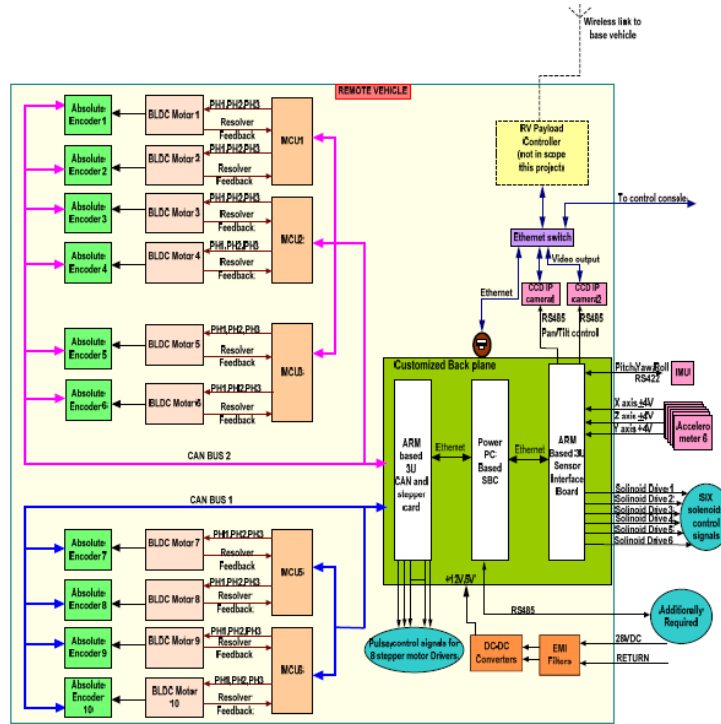 Wireless link to
base vehicle
REMOTE VEHICLE
Absolute
Encoder 1
BLDC Motor 1
PH1,PH2,PH3
Resolver
Feedback
MCU1
Absolute
Encoder 2
BLDC Motor 2
PH1,PH2,PH3
Resolver
Feedback
Absolute
Encoder 3
BLDC Motor 3
PH1,PH2,PH3
Resolver
Feedback
MCU2
Absolute
Encoder 4
BLDC Motor 4
PH1,PH2,PH3
Resolver
Feedback
Absolute
Encoder 5
BLDC Motor 5
PH1,PH2,PH3
Resolver
Feedback
MCU3
Absolute
Encoder 6
BLDC Motor 6
PH1,PH2,PH3
Resolver
Feedback
CAN BUS 2
CAN BUS 1
Absolute
Encoder 7
BLDC Motor 7
PH1,PH2,PH3
Resolver
Feedback
MCU5
Absolute
Encoder 8
BLDC Motor 8
PH1,PH2,PH3
Resolver
Feedback
Absolute
Encoder 9
BLDC Motor 9
PH1,PH2,PH3
Resolver
Feedback
MCU6
Absolute
Encoder 10
BLDC Motor
10
PH1,PH2,PH3
Resolver
Feedback
RV Payload
Controller
(not in scope
this projects
To control console
Ethernet switch
Video output
Ethernet
CCD IP
camera1
CCD IP
camera2
RS485
RS485
Pan/Tilt control
Customized Back plane
Pitch/Yaw/Roll
RS422
IMU
X axis +4V
Z axis +4V
Y axis +4V
Accelero
meter 6
ARM
based
3U
CAN and
stepper
card
Ethernet
Power
PC
Based
SBC
Ethernet
ARM
Based 3U
Sensor
Interface
Board
Solinoid Drive 1
Solinoid Drive 2
Solinoid Drive 3
Solinoid Drive 4
Solinoid Drive 5
Solinoid Drive 6
SiX
solenoid
control
signals
+12V,5V
RS485
Additionally
Required
Pulse/control signals for
8 stepper motor Drivers.
DC-DC
Converters
EMI
Filters
28VDC
RETURN